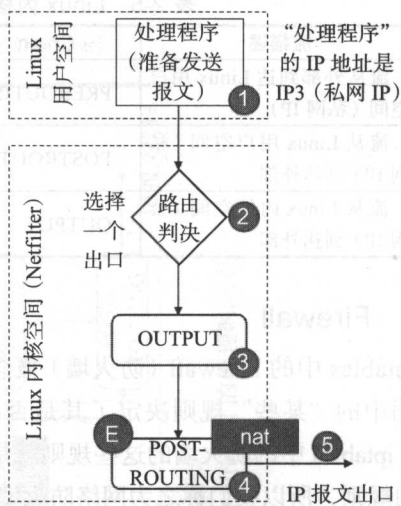 Linux
用户空间
处理程序
(准备发送
报文)
1
“处理程序”
的 IP 地址是
IP3（私网 IP）
Linux 内核空间（Netfilter）
选择
一个
出口
路由
判决
2
OUTPUT
3
E
nat
5
POST-
ROUTING
4
IP 报文出口
Firewall